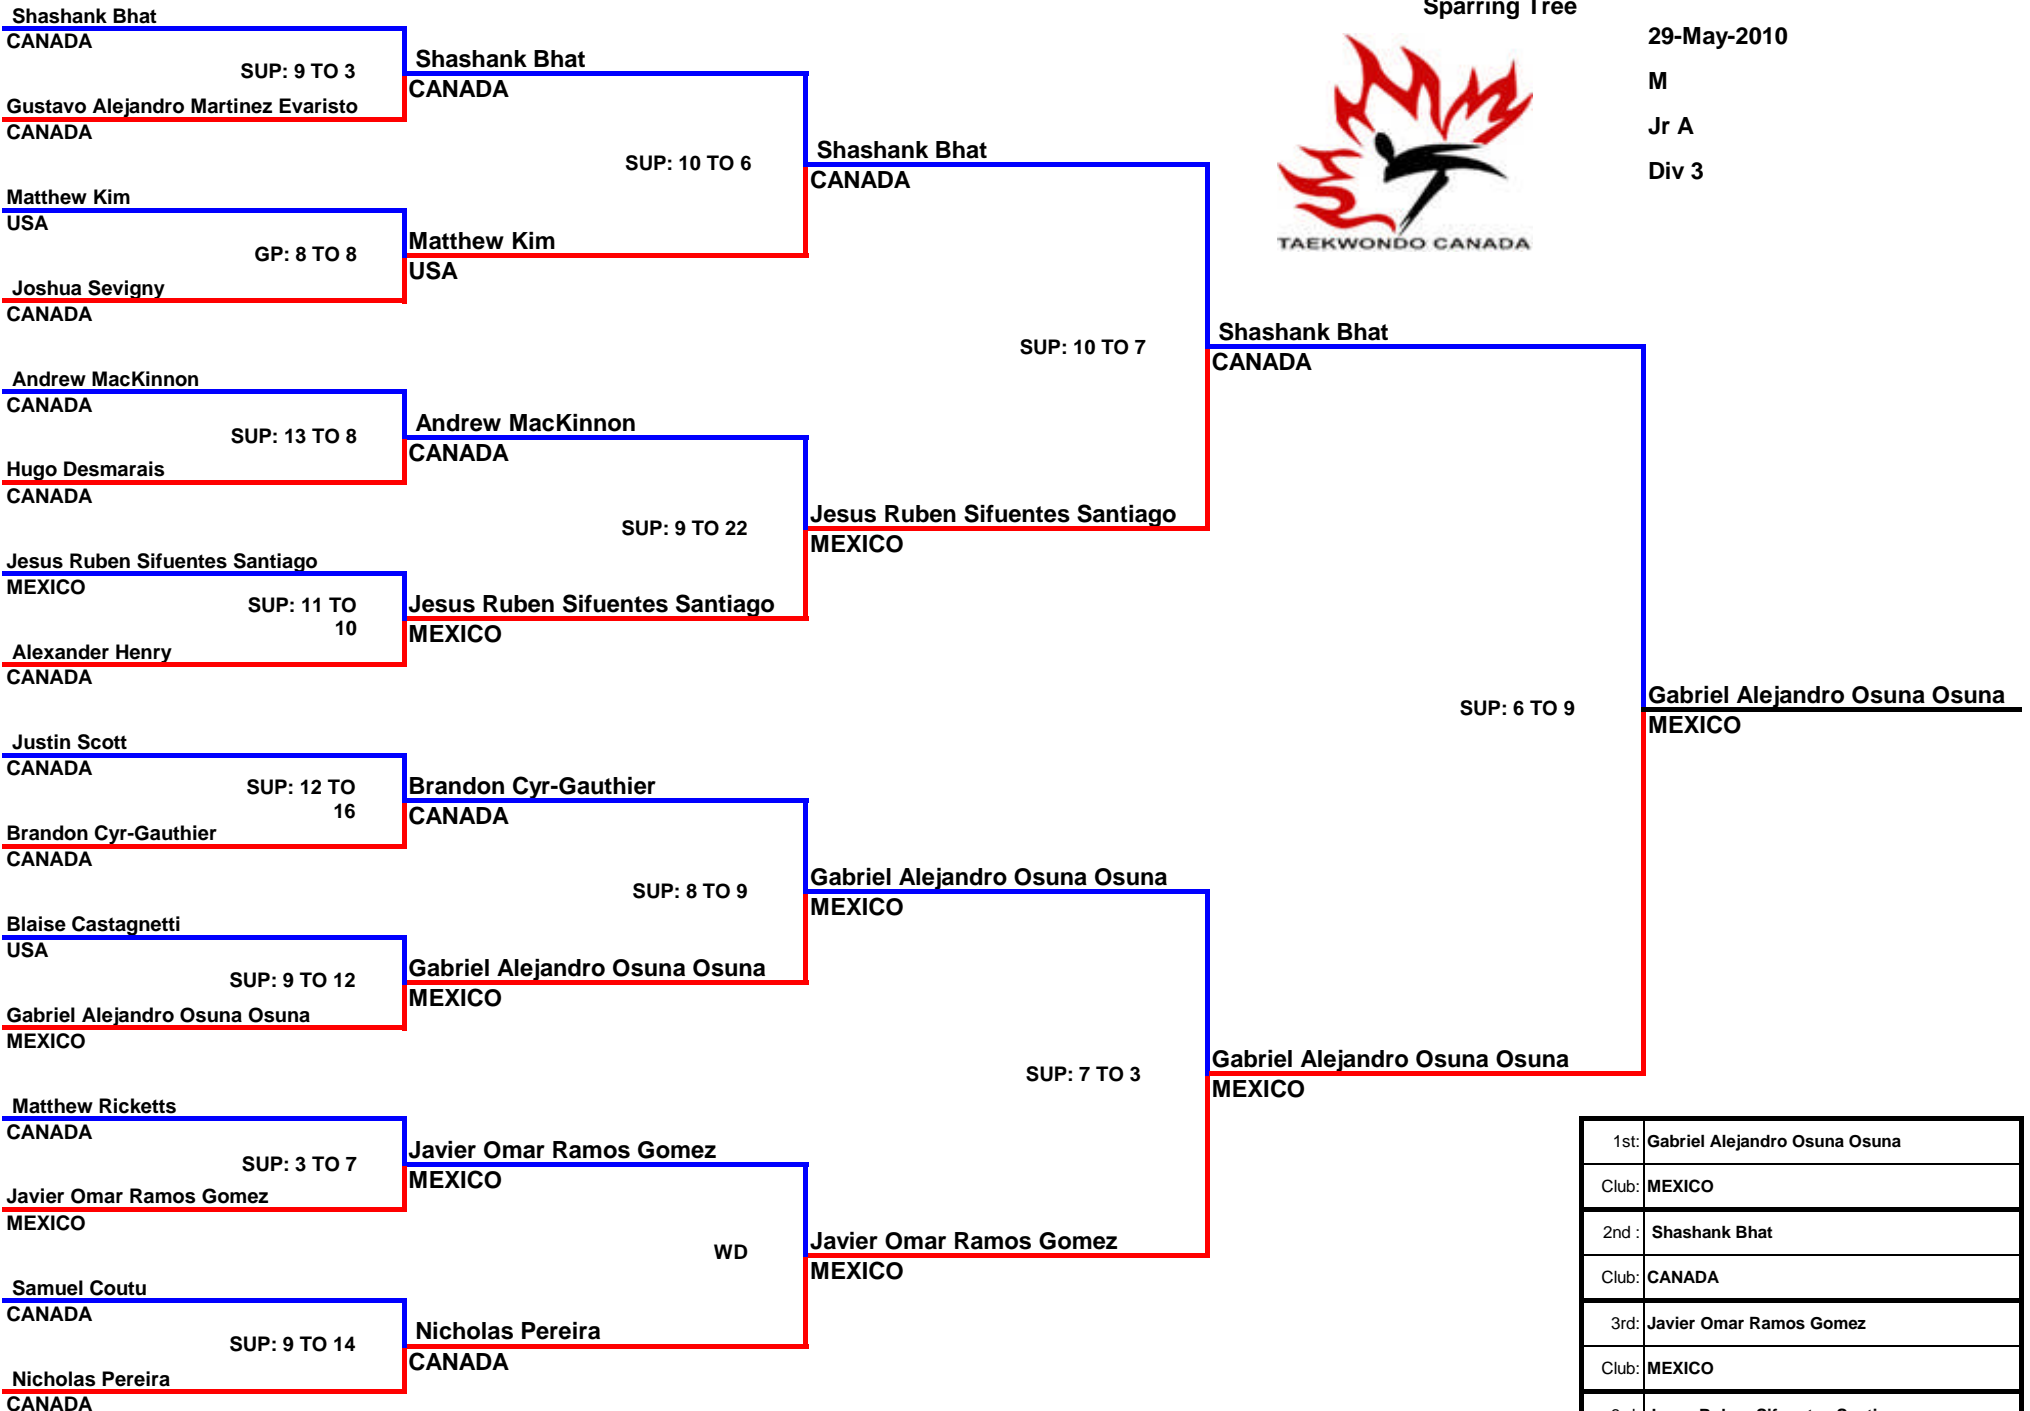 Sparring Tree
29-May-2010
M
Jr A
Div 3
TAEKWONDO CANADA
Shashank Bhat
CANADA
SUP: 9 TO 3
Gustavo Alejandro Martinez Evaristo
CANADA
Matthew Kim
USA
GP: 8 TO 8
Joshua Sevigny
CANADA
Andrew MacKinnon
CANADA
SUP: 13 TO 8
Hugo Desmarais
CANADA
Jesus Ruben Sifuentes Santiago
MEXICO
SUP: 11 TO
10
Alexander Henry
CANADA
Justin Scott
CANADA
SUP: 12 TO
16
Brandon Cyr-Gauthier
CANADA
Blaise Castagnetti
USA
SUP: 9 TO 12
Gabriel Alejandro Osuna Osuna
MEXICO
Matthew Ricketts
CANADA
SUP: 3 TO 7
Javier Omar Ramos Gomez
MEXICO
Samuel Coutu
CANADA
SUP: 9 TO 14
Nicholas Pereira
CANADA
Shashank Bhat
CANADA
SUP: 10 TO 6
Matthew Kim
USA
Andrew MacKinnon
CANADA
SUP: 9 TO 22
Jesus Ruben Sifuentes Santiago
MEXICO
Brandon Cyr-Gauthier
CANADA
SUP: 8 TO 9
Gabriel Alejandro Osuna Osuna
MEXICO
Javier Omar Ramos Gomez
MEXICO
WD
Nicholas Pereira
CANADA
Shashank Bhat
CANADA
SUP: 10 TO 7
Jesus Ruben Sifuentes Santiago
MEXICO
Gabriel Alejandro Osuna Osuna
MEXICO
SUP: 7 TO 3
Javier Omar Ramos Gomez
MEXICO
Shashank Bhat
CANADA
SUP: 6 TO 9
Gabriel Alejandro Osuna Osuna
MEXICO
Gabriel Alejandro Osuna Osuna
MEXICO
1st: Gabriel Alejandro Osuna Osuna
Club: MEXICO
2nd : Shashank Bhat
Club: CANADA
3rd: Javier Omar Ramos Gomez
Club: MEXICO